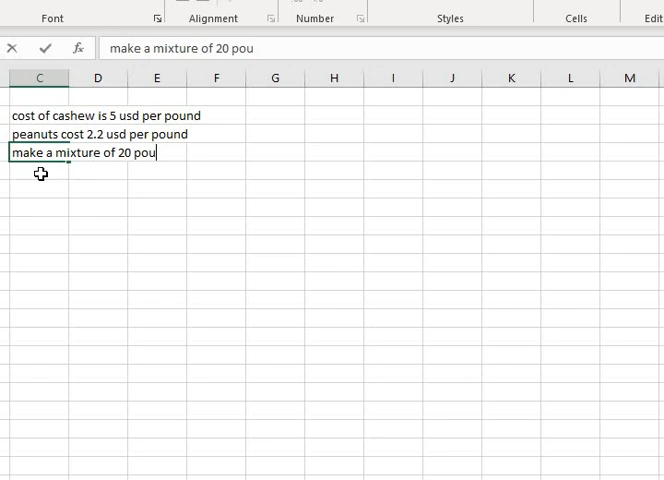 Font Alignment Number Styles Cells Edit
fx make a mixture of 20 pou
C D E F G H I J K L M
cost of cashew is 5 usd per pound
peanuts cost 2.2 usd per pound
make a mixture of 20 pou